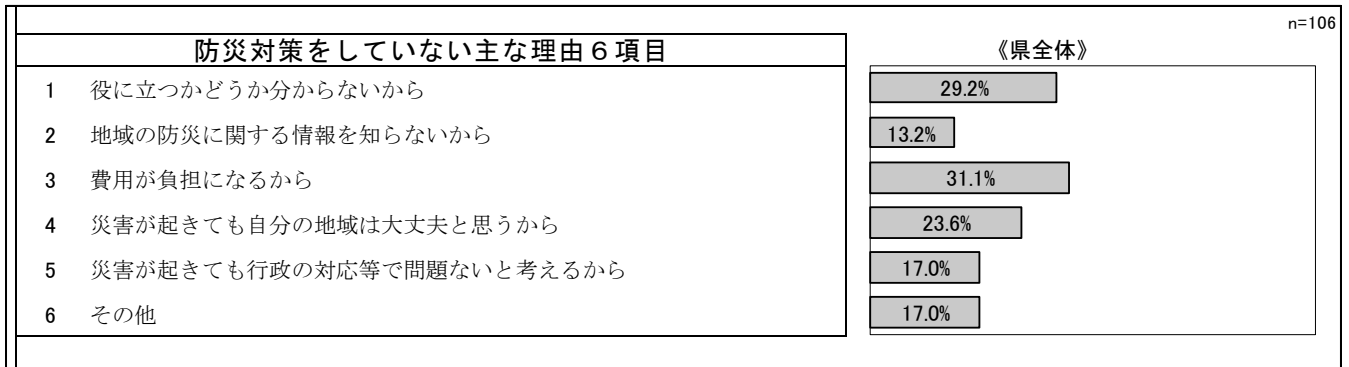 n=106
防災対策をしていない主な理由６項目
《県全体》
1 役に立つかどうか分からないから 29.2%
2 地域の防災に関する情報を知らないから 13.2%
3 費用が負担になるから 31.1%
4 災害が起きても自分の地域は大丈夫と思うから 23.6%
5 災害が起きても行政の対応等で問題ないと考えるから 17.0%
6 その他 17.0%